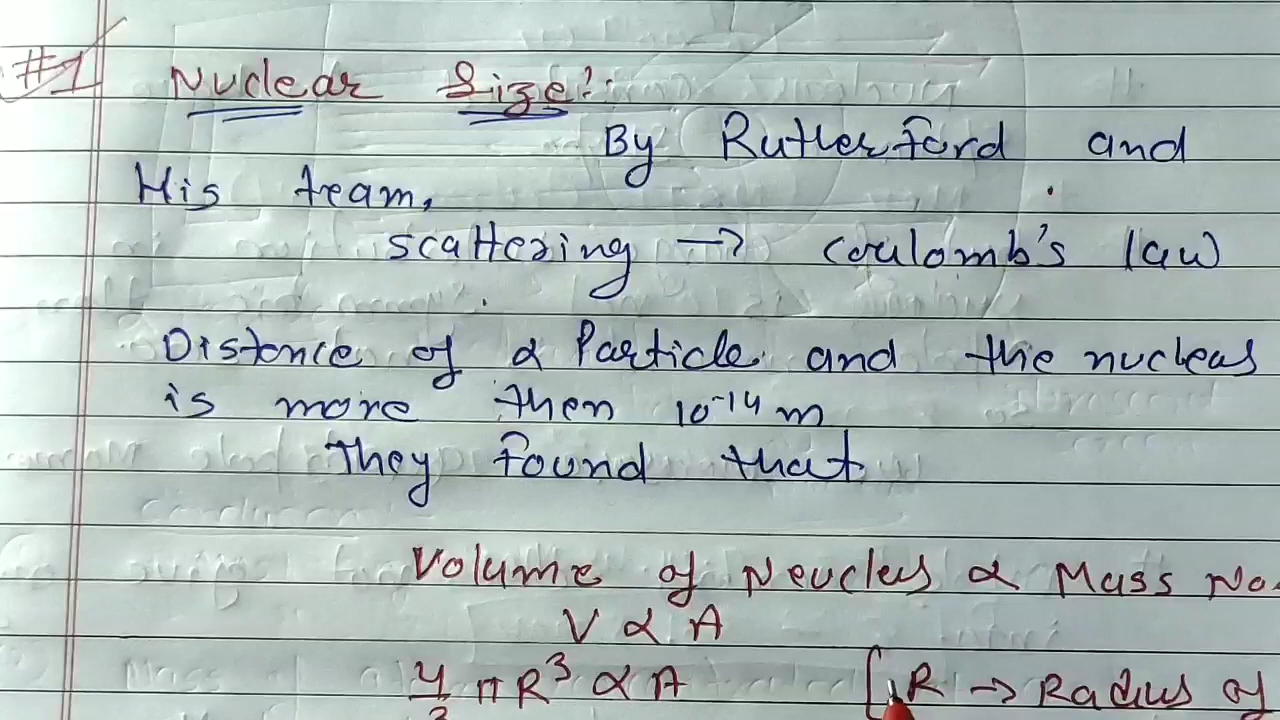 #1 Nuclear Size:
By Rutherford and
His team,
scattering → Coulomb's law
Distance of α Particle and the nucleus
is more then 10⁻¹⁴ m
They found that
Volume of Neucleus α Mass No.
V α A
4/3 πR³ α A [R → Radius of